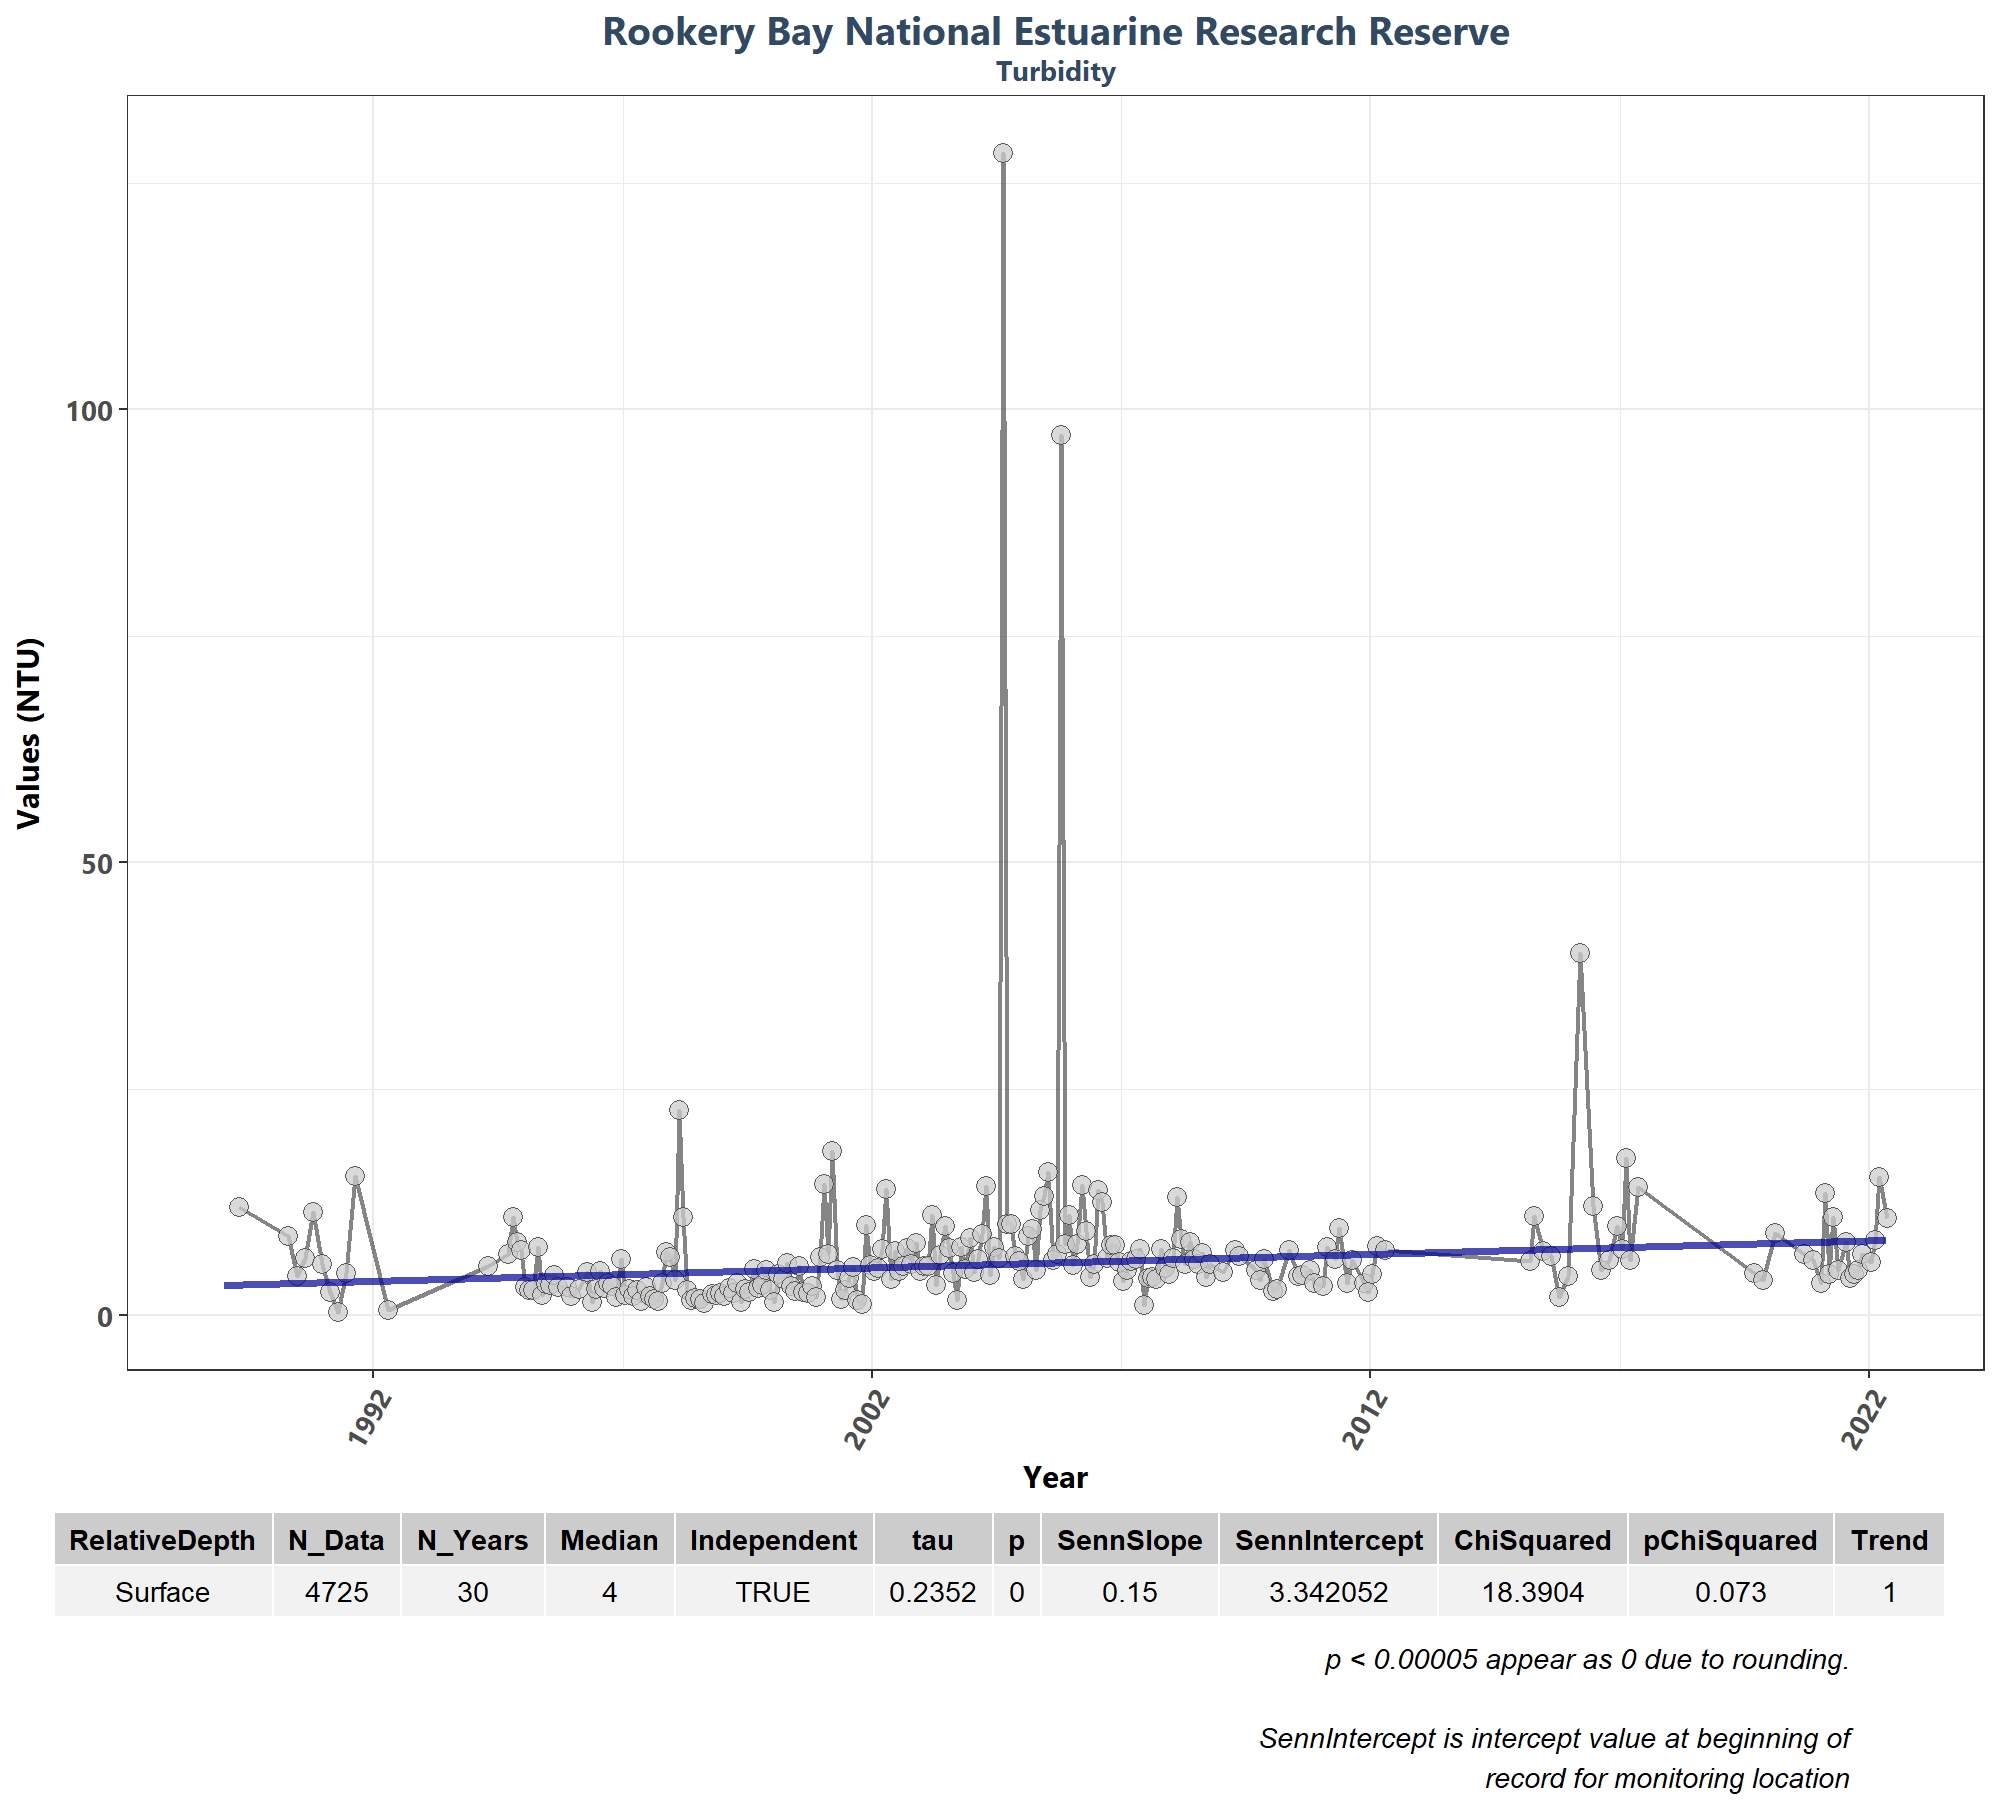 Rookery Bay National Estuarine Research Reserve
Turbidity
Values (NTU)
100
50
0
1992 2002 2012 2022
Year
RelativeDepth N_Data N_Years Median Independent tau p SennSlope SennIntercept ChiSquared pChiSquared Trend
Surface 4725 30 4 TRUE 0.2352 0 0.15 3.342052 18.3904 0.073 1
p < 0.00005 appear as 0 due to rounding.
SennIntercept is intercept value at beginning of
record for monitoring location